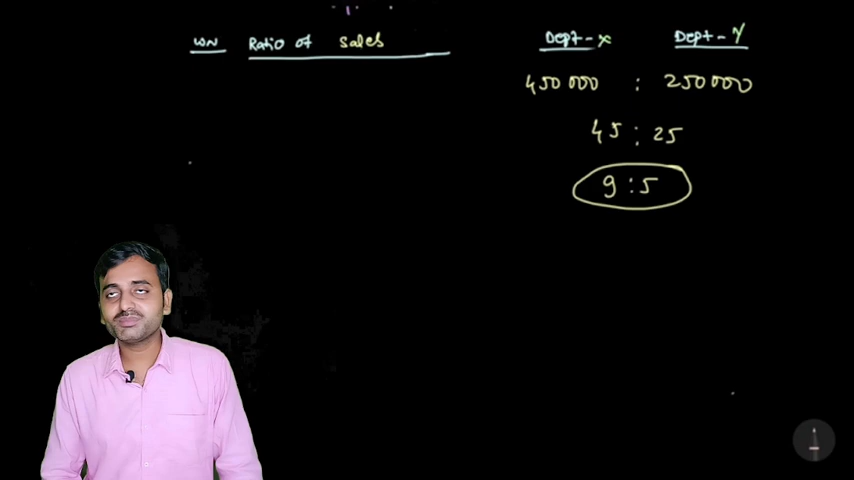 WN Ratio of Sales Dept-X Dept-Y
450000 : 250000
45 : 25
9 : 5